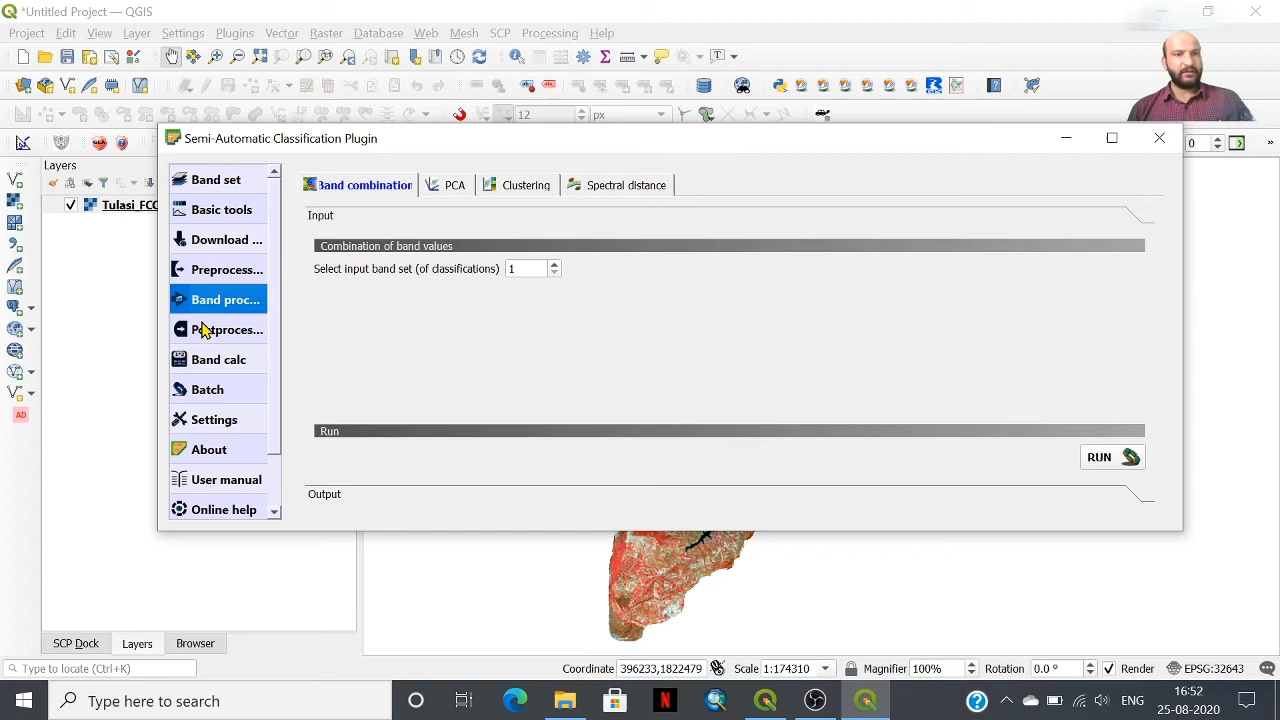 *Untitled Project — QGIS
Project Edit View Layer Settings Plugins Vector Raster Database Web Mesh SCP Processing Help
12 px
0
Layers
Tulasi_FCC
Semi-Automatic Classification Plugin
Band set
Basic tools
Download ...
Preprocess...
Band proc...
Postproces...
Band calc
Batch
Settings
About
User manual
Online help
Band combination PCA Clustering Spectral distance
Input
Combination of band values
Select input band set (of classifications) 1
Run
RUN
Output
SCP Dock Layers Browser
Type to locate (Ctrl+K)
Coordinate 396233,1822479 Scale 1:174310 Magnifier 100% Rotation 0.0 ° Render EPSG:32643
Type here to search
ENG
16:52
25-08-2020
AD